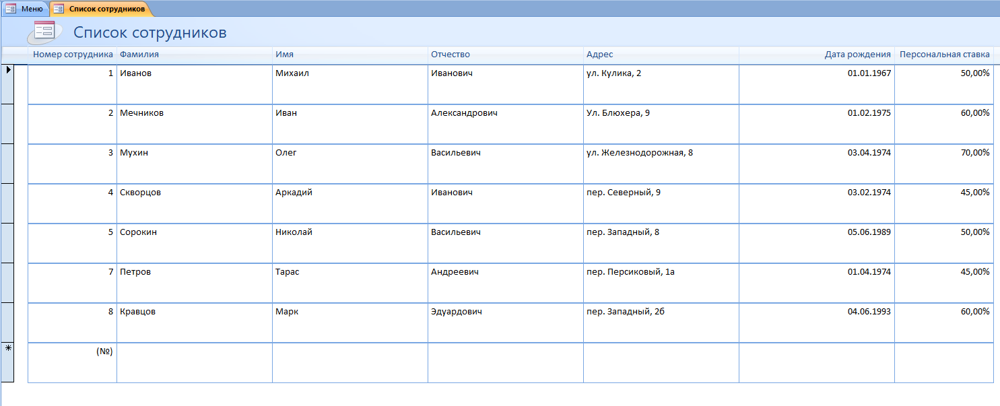 Меню Список сотрудников
Список сотрудников
Номер сотрудника Фамилия Имя Отчество Адрес Дата рождения Персональная ставка
1 Иванов Михаил Иванович ул. Кулика, 2 01.01.1967 50,00%
2 Мечников Иван Александрович Ул. Блюхера, 9 01.02.1975 60,00%
3 Мухин Олег Васильевич ул. Железнодорожная, 8 03.04.1974 70,00%
4 Скворцов Аркадий Иванович пер. Северный, 9 03.02.1974 45,00%
5 Сорокин Николай Васильевич пер. Западный, 8 05.06.1989 50,00%
7 Петров Тарас Андреевич пер. Персиковый, 1а 01.04.1974 45,00%
8 Кравцов Марк Эдуардович пер. Западный, 2б 04.06.1993 60,00%
(№)